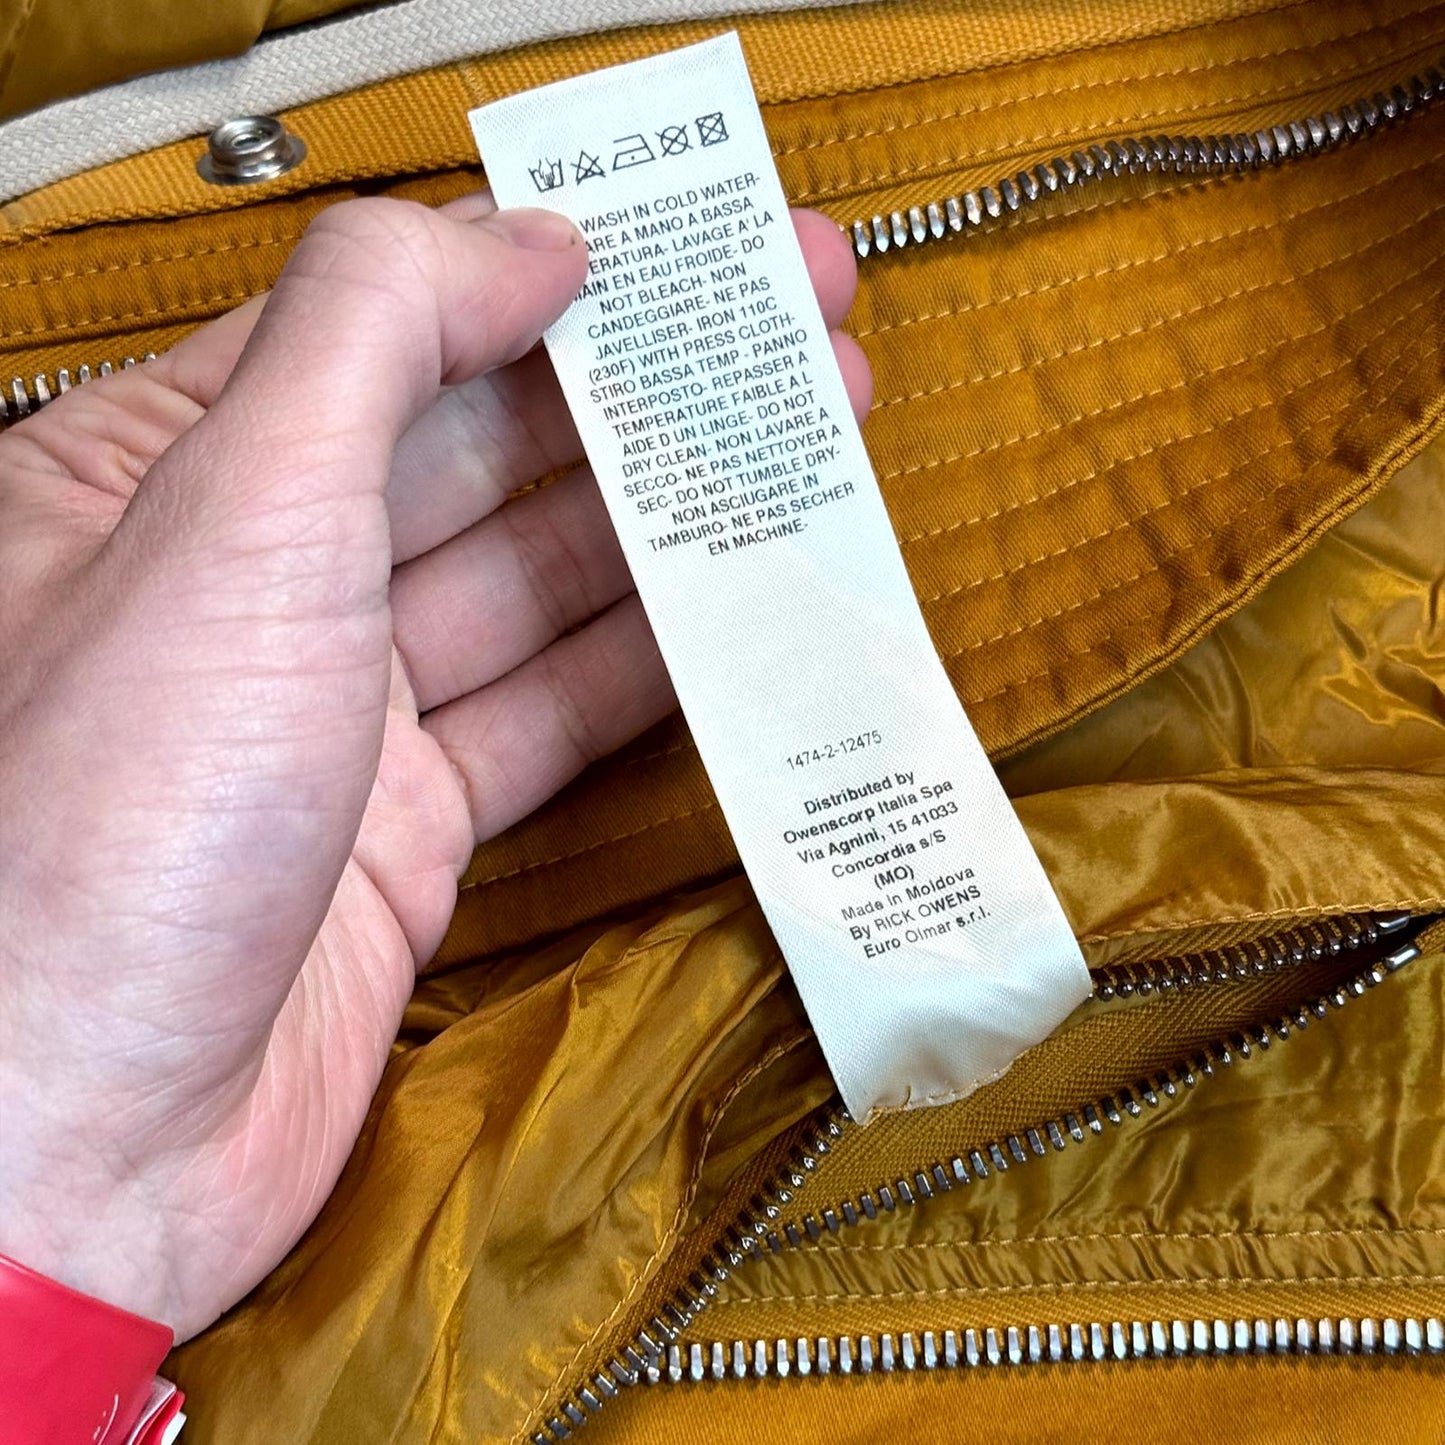 WASH IN COLD WATER-
ARE A MANO A BASSA
ERATURA- LAVAGE A' LA
MAIN EN EAU FROIDE- DO
NOT BLEACH- NON
CANDEGGIARE- NE PAS
JAVELLISER- IRON 110C
(230F) WITH PRESS CLOTH-
STIRO BASSA TEMP - PANNO
INTERPOSTO- REPASSER A
TEMPERATURE FAIBLE A L
AIDE D UN LINGE- DO NOT
DRY CLEAN- NON LAVARE A
SECCO- NE PAS NETTOYER A
SEC- DO NOT TUMBLE DRY-
NON ASCIUGARE IN
TAMBURO- NE PAS SECHER
EN MACHINE-
1474-2-12475
Distributed by
Owenscorp Italia Spa
Via Agnini, 15 41033
Concordia s/S
(MO)
Made in Moldova
By RICK OWENS
Euro Olmar s.r.l.